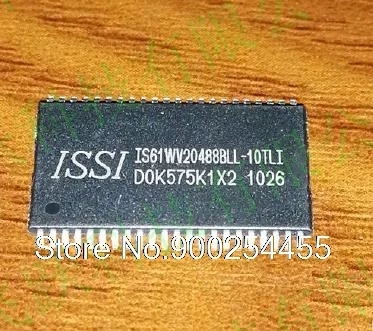 ISSI
IS61WV20488BLL-10TLI
D0K575K1X2 1026
Store No: 900254455